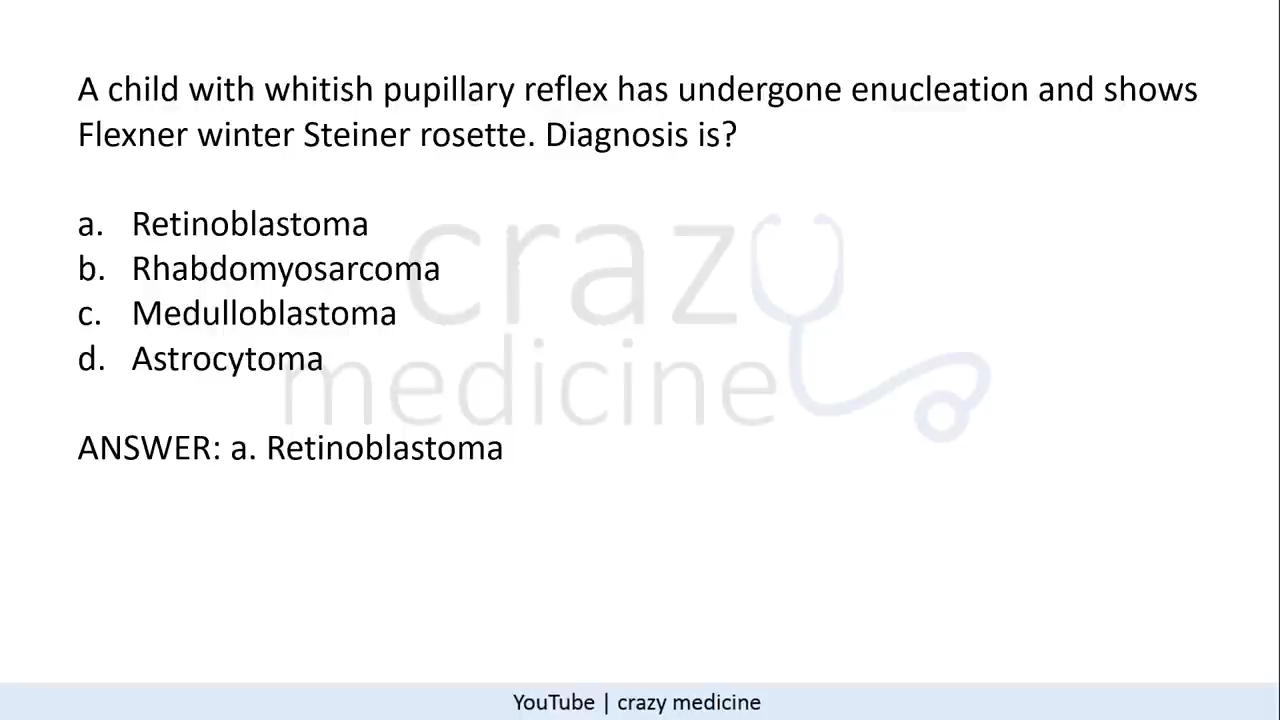 A child with whitish pupillary reflex has undergone enucleation and shows
Flexner winter Steiner rosette. Diagnosis is?
a. Retinoblastoma
b. Rhabdomyosarcoma
c. Medulloblastoma
d. Astrocytoma
crazy
medicine
ANSWER: a. Retinoblastoma
YouTube | crazy medicine